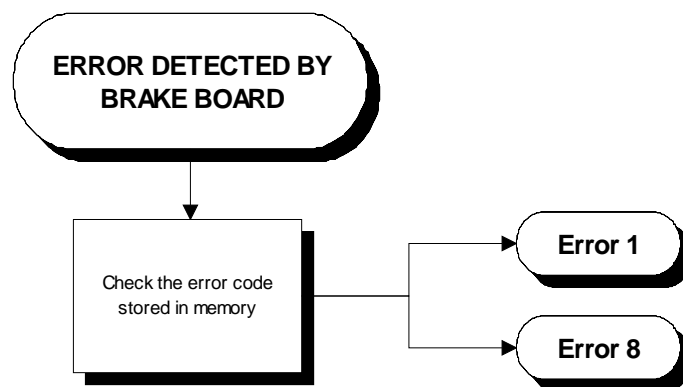 ERROR DETECTED BY
BRAKE BOARD
Check the error code
stored in memory
Error 1
Error 8